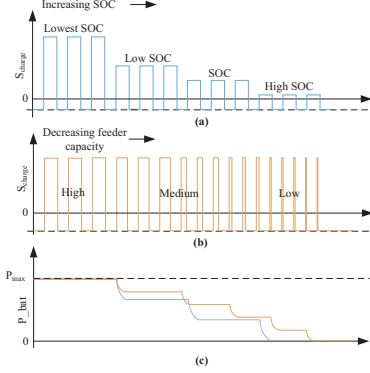 Increasing SOC
Lowest SOC
Low SOC
SOC
High SOC
S_charge
0
(a)
Decreasing feeder
capacity
High
Medium
Low
S_charge
0
(b)
P_max
P_bat
0
(c)